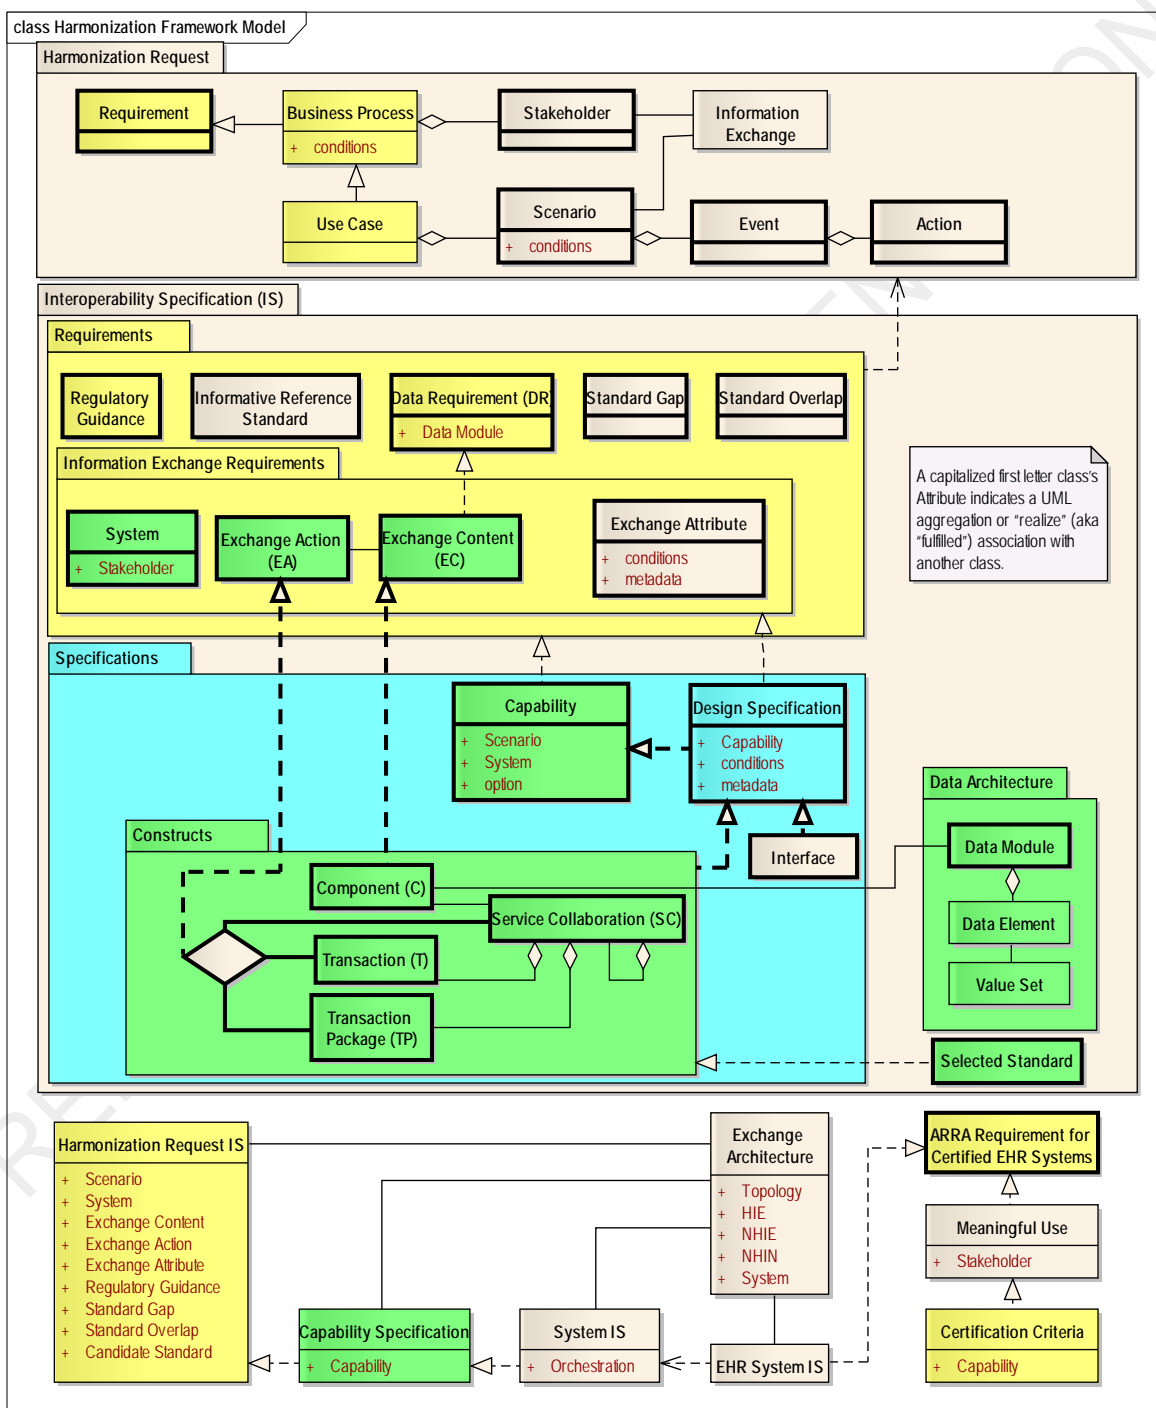 class Harmonization Framework Model
Harmonization Request
Requirement
Business Process
+ conditions
Stakeholder
Information
Exchange
Use Case
Scenario
+ conditions
Event
Action
Interoperability Specification (IS)
Requirements
Regulatory
Guidance
Informative Reference
Standard
Data Requirement (DR)
+ Data Module
Standard Gap
Standard Overlap
Information Exchange Requirements
System
+ Stakeholder
Exchange Action
(EA)
Exchange Content
(EC)
Exchange Attribute
+ conditions
+ metadata
A capitalized first letter class's
Attribute indicates a UML
aggregation or “realize” (aka
“fulfilled”) association with
another class.
Specifications
Capability
+ Scenario
+ System
+ option
Design Specification
+ Capability
+ conditions
+ metadata
Interface
Constructs
Component (C)
Service Collaboration (SC)
Transaction (T)
Transaction
Package (TP)
Data Architecture
Data Module
Data Element
Value Set
Selected Standard
Harmonization Request IS
+ Scenario
+ System
+ Exchange Content
+ Exchange Action
+ Exchange Attribute
+ Regulatory Guidance
+ Standard Gap
+ Standard Overlap
+ Candidate Standard
Capability Specification
+ Capability
System IS
+ Orchestration
Exchange
Architecture
+ Topology
+ HIE
+ NHIE
+ NHIN
+ System
EHR System IS
ARRA Requirement for
Certified EHR Systems
Meaningful Use
+ Stakeholder
Certification Criteria
+ Capability